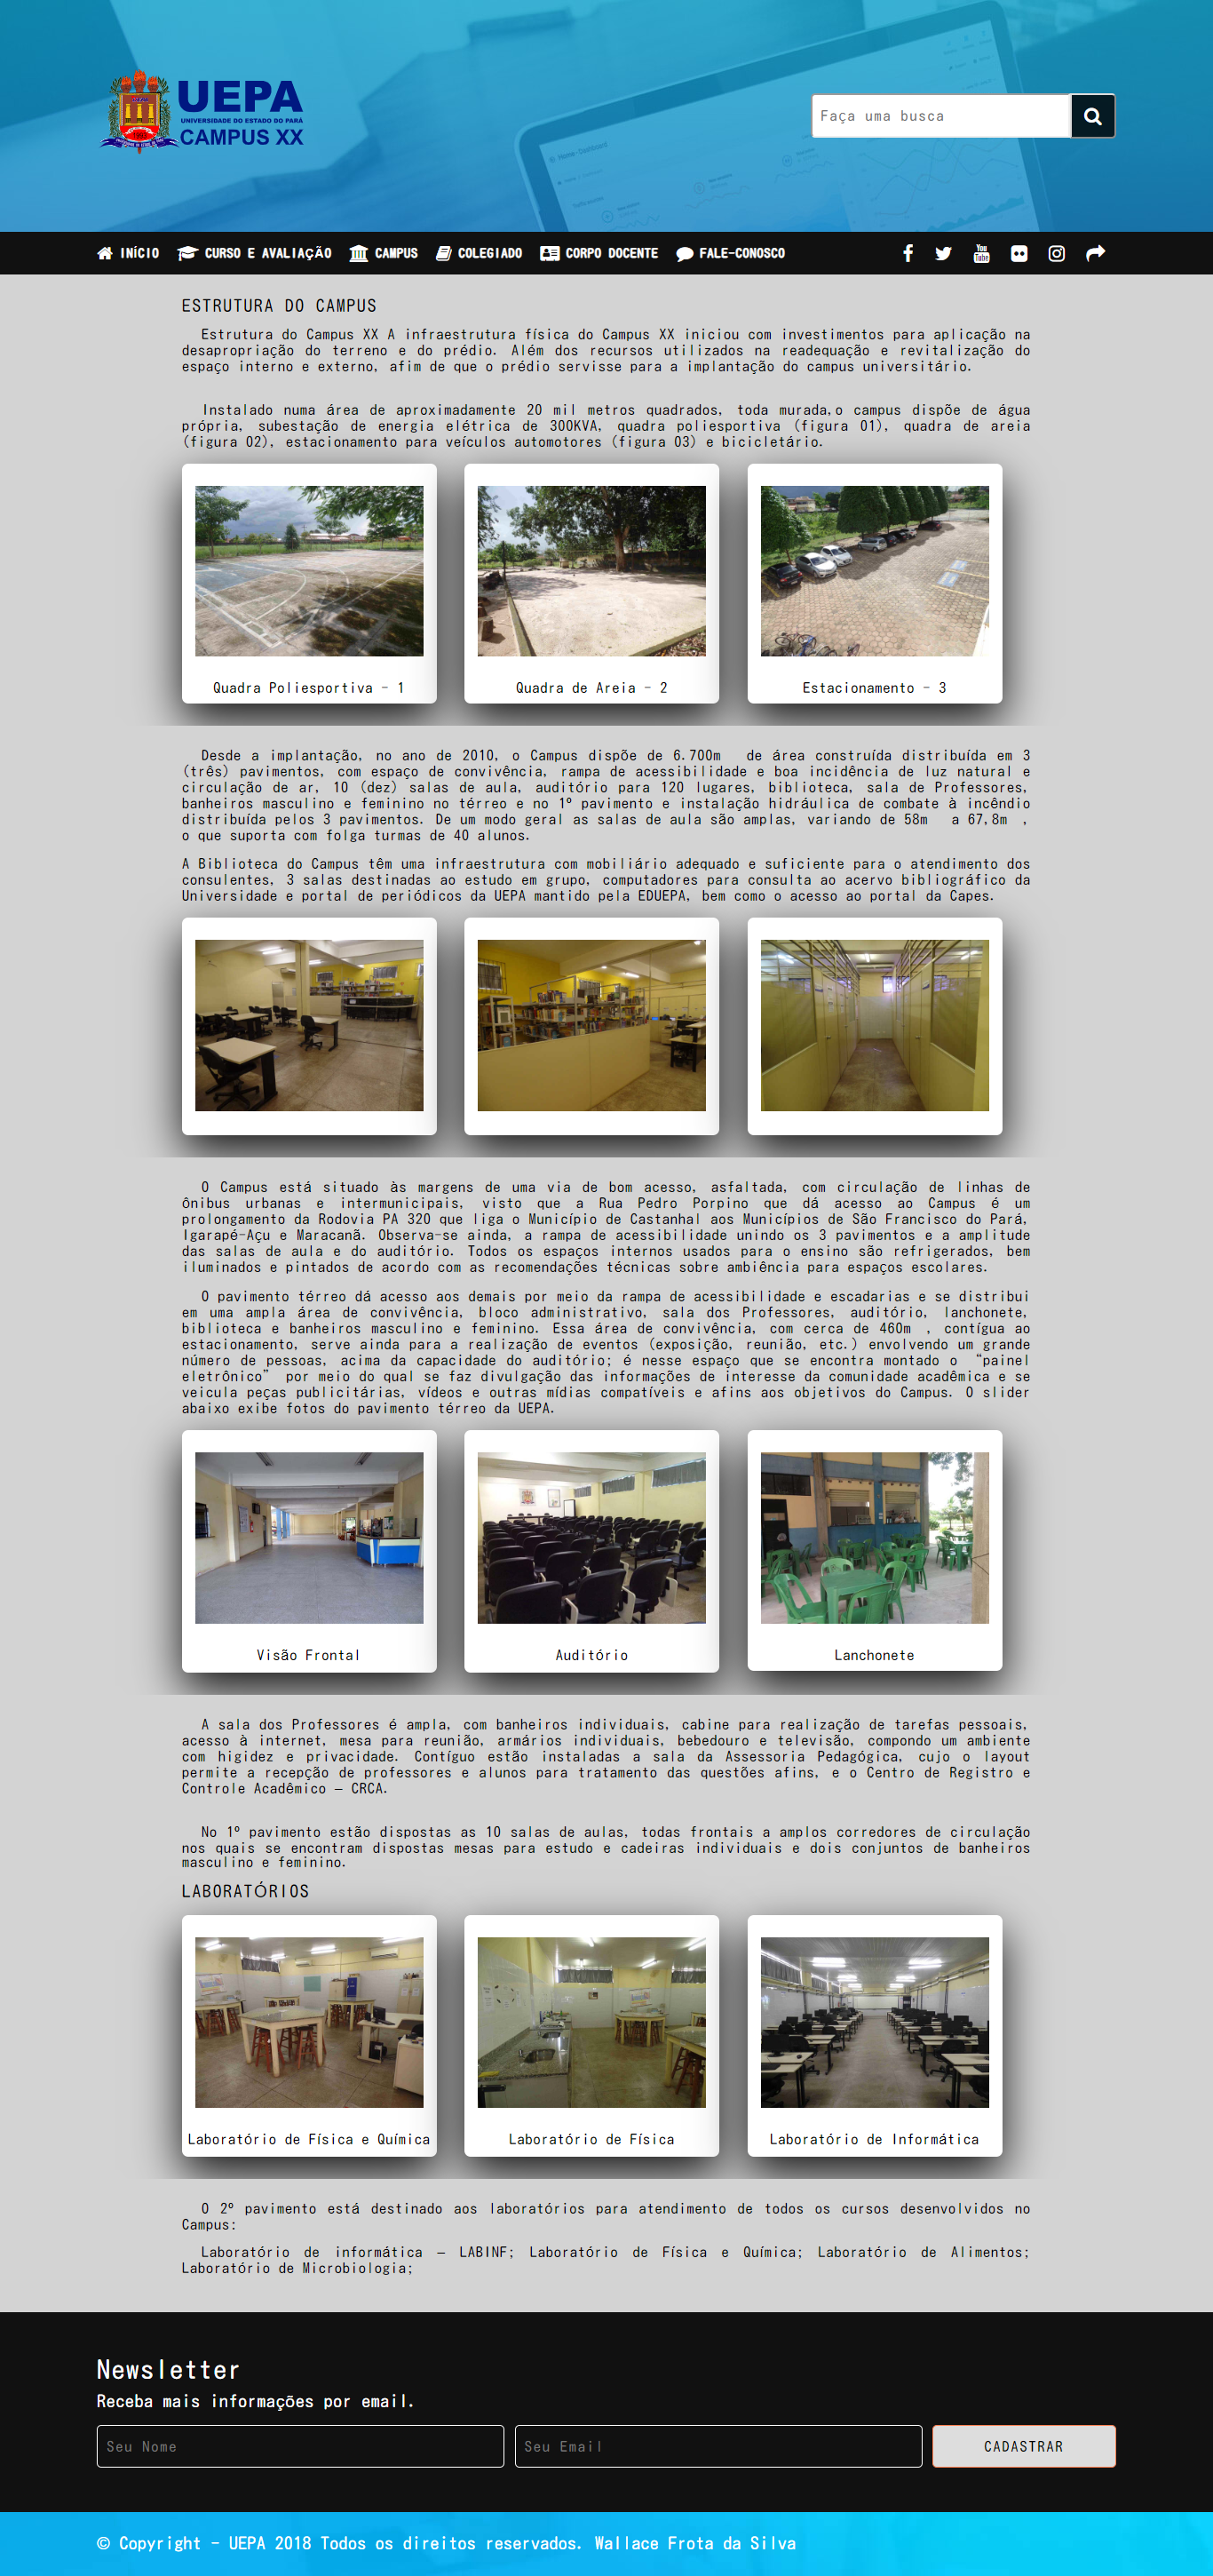 UEPA
UNIVERSIDADE DO ESTADO DO PARÁ
CAMPUS XX
Faça uma busca
Home-Dashboard
INÍCIO CURSO E AVALIAÇÃO CAMPUS COLEGIADO CORPO DOCENTE FALE-CONOSCO
You
Tube
ESTRUTURA DO CAMPUS
Estrutura do Campus XX A infraestrutura física do Campus XX iniciou com investimentos para aplicação na
desapropriação do terreno e do prédio. Além dos recursos utilizados na readequação e revitalização do
espaço interno e externo, afim de que o prédio servisse para a implantação do campus universitário.
Instalado numa área de aproximadamente 20 mil metros quadrados, toda murada,o campus dispõe de água
própria, subestação de energia elétrica de 300KVA, quadra poliesportiva (figura 01), quadra de areia
(figura 02), estacionamento para veículos automotores (figura 03) e bicicletário.
Quadra Poliesportiva - 1
Quadra de Areia - 2
Estacionamento - 3
Desde a implantação, no ano de 2010, o Campus dispõe de 6.700m de área construída distribuída em 3
(três) pavimentos, com espaço de convivência, rampa de acessibilidade e boa incidência de luz natural e
circulação de ar, 10 (dez) salas de aula, auditório para 120 lugares, biblioteca, sala de Professores,
banheiros masculino e feminino no térreo e no 1º pavimento e instalação hidráulica de combate à incêndio
distribuída pelos 3 pavimentos. De um modo geral as salas de aula são amplas, variando de 58m a 67,8m ,
o que suporta com folga turmas de 40 alunos.
A Biblioteca do Campus têm uma infraestrutura com mobiliário adequado e suficiente para o atendimento dos
consulentes, 3 salas destinadas ao estudo em grupo, computadores para consulta ao acervo bibliográfico da
Universidade e portal de periódicos da UEPA mantido pela EDUEPA, bem como o acesso ao portal da Capes.
O Campus está situado às margens de uma via de bom acesso, asfaltada, com circulação de linhas de
ônibus urbanas e intermunicipais, visto que a Rua Pedro Porpino que dá acesso ao Campus é um
prolongamento da Rodovia PA 320 que liga o Município de Castanhal aos Municípios de São Francisco do Pará,
Igarapé-Açu e Maracanã. Observa-se ainda, a rampa de acessibilidade unindo os 3 pavimentos e a amplitude
das salas de aula e do auditório. Todos os espaços internos usados para o ensino são refrigerados, bem
iluminados e pintados de acordo com as recomendações técnicas sobre ambiência para espaços escolares.
O pavimento térreo dá acesso aos demais por meio da rampa de acessibilidade e escadarias e se distribui
em uma ampla área de convivência, bloco administrativo, sala dos Professores, auditório, lanchonete,
biblioteca e banheiros masculino e feminino. Essa área de convivência, com cerca de 460m , contígua ao
estacionamento, serve ainda para a realização de eventos (exposição, reunião, etc.) envolvendo um grande
número de pessoas, acima da capacidade do auditório; é nesse espaço que se encontra montado o “painel
eletrônico” por meio do qual se faz divulgação das informações de interesse da comunidade acadêmica e se
veicula peças publicitárias, vídeos e outras mídias compatíveis e afins aos objetivos do Campus. O slider
abaixo exibe fotos do pavimento térreo da UEPA.
Visão Frontal
Auditório
Lanchonete
A sala dos Professores é ampla, com banheiros individuais, cabine para realização de tarefas pessoais,
acesso à internet, mesa para reunião, armários individuais, bebedouro e televisão, compondo um ambiente
com higidez e privacidade. Contíguo estão instaladas a sala da Assessoria Pedagógica, cujo o layout
permite a recepção de professores e alunos para tratamento das questões afins, e o Centro de Registro e
Controle Acadêmico – CRCA.
No 1º pavimento estão dispostas as 10 salas de aulas, todas frontais a amplos corredores de circulação
nos quais se encontram dispostas mesas para estudo e cadeiras individuais e dois conjuntos de banheiros
masculino e feminino.
LABORATÓRIOS
Laboratório de Física e Química
Laboratório de Física
Laboratório de Informática
O 2º pavimento está destinado aos laboratórios para atendimento de todos os cursos desenvolvidos no
Campus:
Laboratório de informática – LABINF; Laboratório de Física e Química; Laboratório de Alimentos;
Laboratório de Microbiologia;
Newsletter
Receba mais informações por email.
Seu Nome
Seu Email
CADASTRAR
© Copyright - UEPA 2018 Todos os direitos reservados. Wallace Frota da Silva